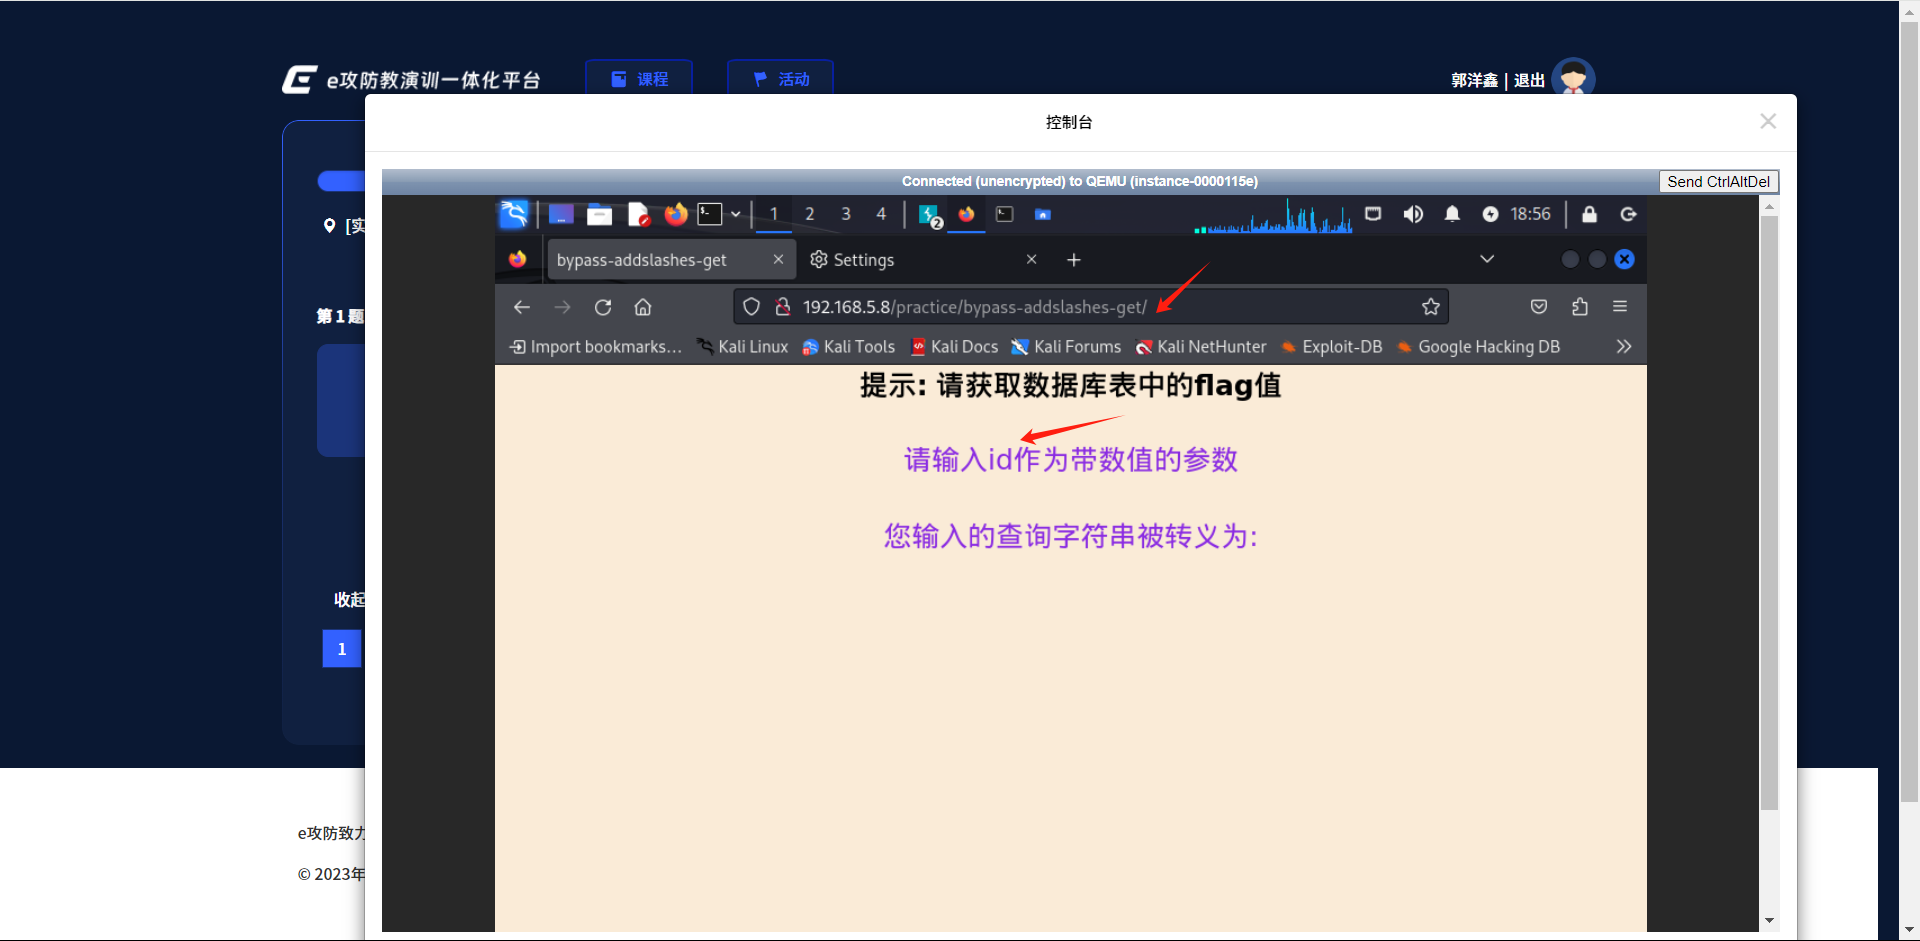 e攻防教演训一体化平台
课程
活动
郭洋鑫 | 退出
控制台
Connected (unencrypted) to QEMU (instance-0000115e)
Send CtrlAltDel
1 2 3 4
2
18:56
bypass-addslashes-get
Settings
192.168.5.8/practice/bypass-addslashes-get/
Import bookmarks...
Kali Linux
Kali Tools
Kali Docs
Kali Forums
Kali NetHunter
Exploit-DB
Google Hacking DB
提示: 请获取数据库表中的flag值
请输入id作为带数值的参数
您输入的查询字符串被转义为:
[实
第 1 题
收起
1
e攻防致力
© 2023年